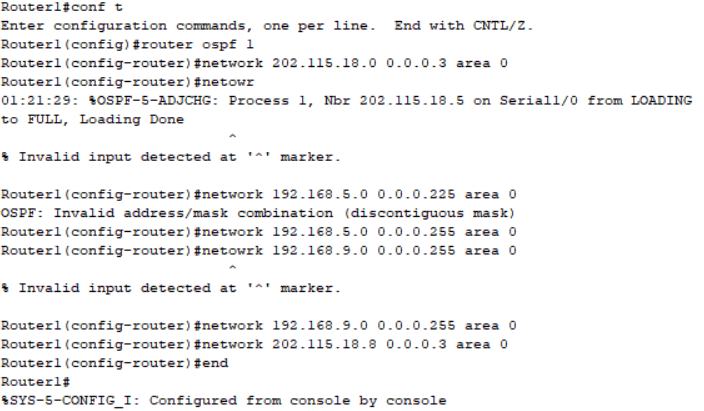 Router1#conf t
Enter configuration commands, one per line.  End with CNTL/Z.
Router1(config)#router ospf 1
Router1(config-router)#network 202.115.18.0 0.0.0.3 area 0
Router1(config-router)#netowr
01:21:29: %OSPF-5-ADJCHG: Process 1, Nbr 202.115.18.5 on Serial1/0 from LOADING
to FULL, Loading Done
^
% Invalid input detected at '^' marker.
Router1(config-router)#network 192.168.5.0 0.0.0.225 area 0
OSPF: Invalid address/mask combination (discontiguous mask)
Router1(config-router)#network 192.168.5.0 0.0.0.255 area 0
Router1(config-router)#netowrk 192.168.9.0 0.0.0.255 area 0
^
% Invalid input detected at '^' marker.
Router1(config-router)#network 192.168.9.0 0.0.0.255 area 0
Router1(config-router)#network 202.115.18.8 0.0.0.3 area 0
Router1(config-router)#end
Router1#
%SYS-5-CONFIG_I: Configured from console by console